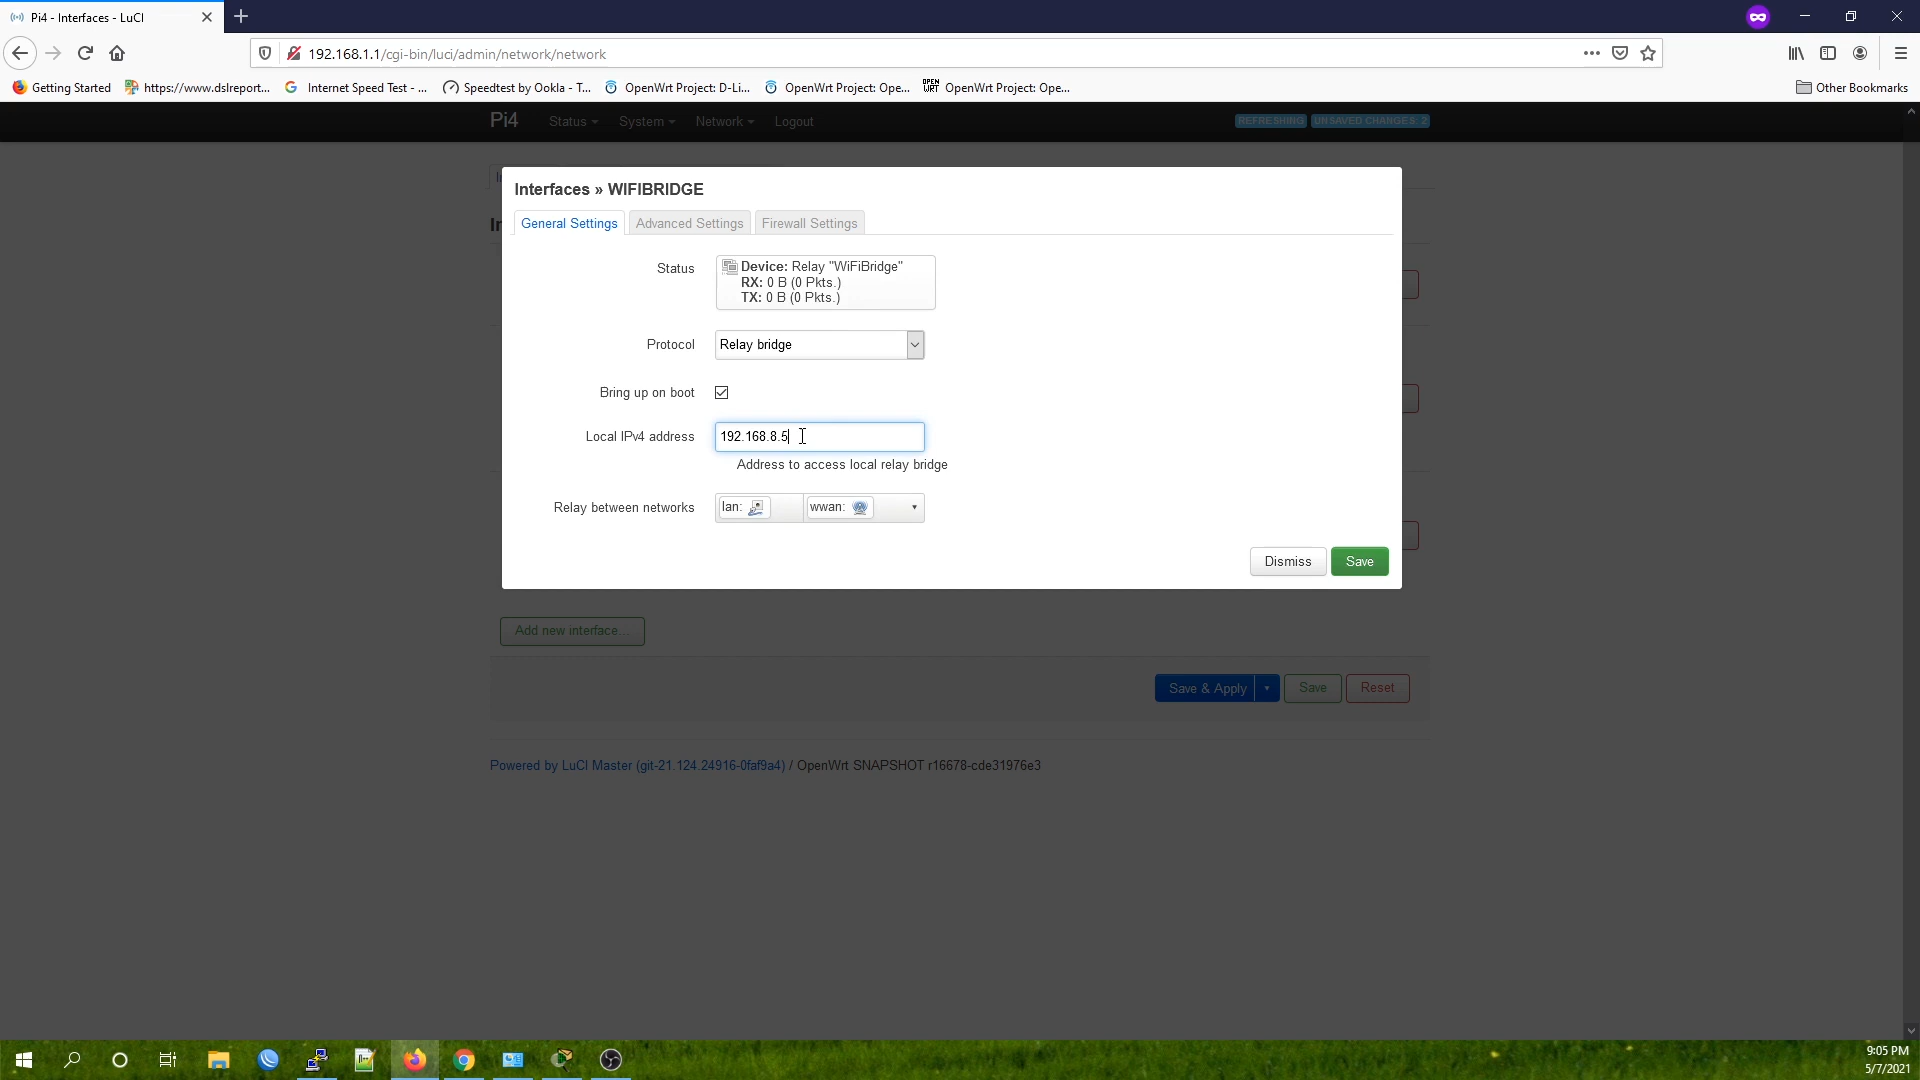 Pi4 - Interfaces - LuCI
192.168.1.1/cgi-bin/luci/admin/network/network
Getting Started https://www.dslreport... Internet Speed Test - ... Speedtest by Ookla - T... OpenWrt Project: D-Li... OpenWrt Project: Ope... OPEN WRT OpenWrt Project: Ope... Other Bookmarks
Pi4 Status System Network Logout REFRESHING UNSAVED CHANGES: 2
Interfaces » WIFIBRIDGE
General Settings Advanced Settings Firewall Settings
Status Device: Relay "WiFiBridge"
RX: 0 B (0 Pkts.)
TX: 0 B (0 Pkts.)
Protocol Relay bridge
Bring up on boot
Local IPv4 address 192.168.8.5
Address to access local relay bridge
Relay between networks lan: wwan:
Dismiss Save
Add new interface...
Save & Apply Save Reset
Powered by LuCI Master (git-21.124.24916-0faf9a4) / OpenWrt SNAPSHOT r16678-cde31976e3
9:05 PM
5/7/2021